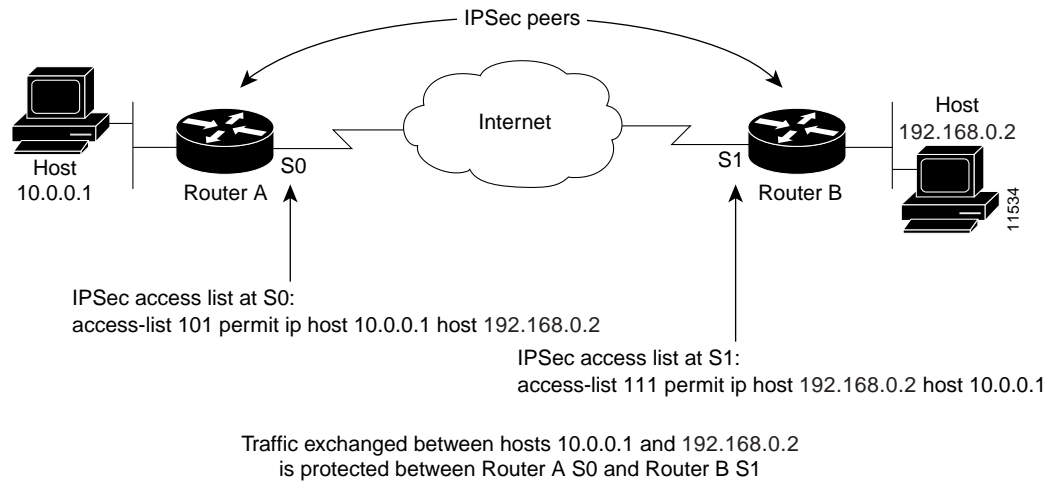 IPSec peers
Internet
Host
10.0.0.1
Router A
S0
S1
Router B
Host
192.168.0.2
11534
IPSec access list at S0:
access-list 101 permit ip host 10.0.0.1 host 192.168.0.2
IPSec access list at S1:
access-list 111 permit ip host 192.168.0.2 host 10.0.0.1
Traffic exchanged between hosts 10.0.0.1 and 192.168.0.2
is protected between Router A S0 and Router B S1